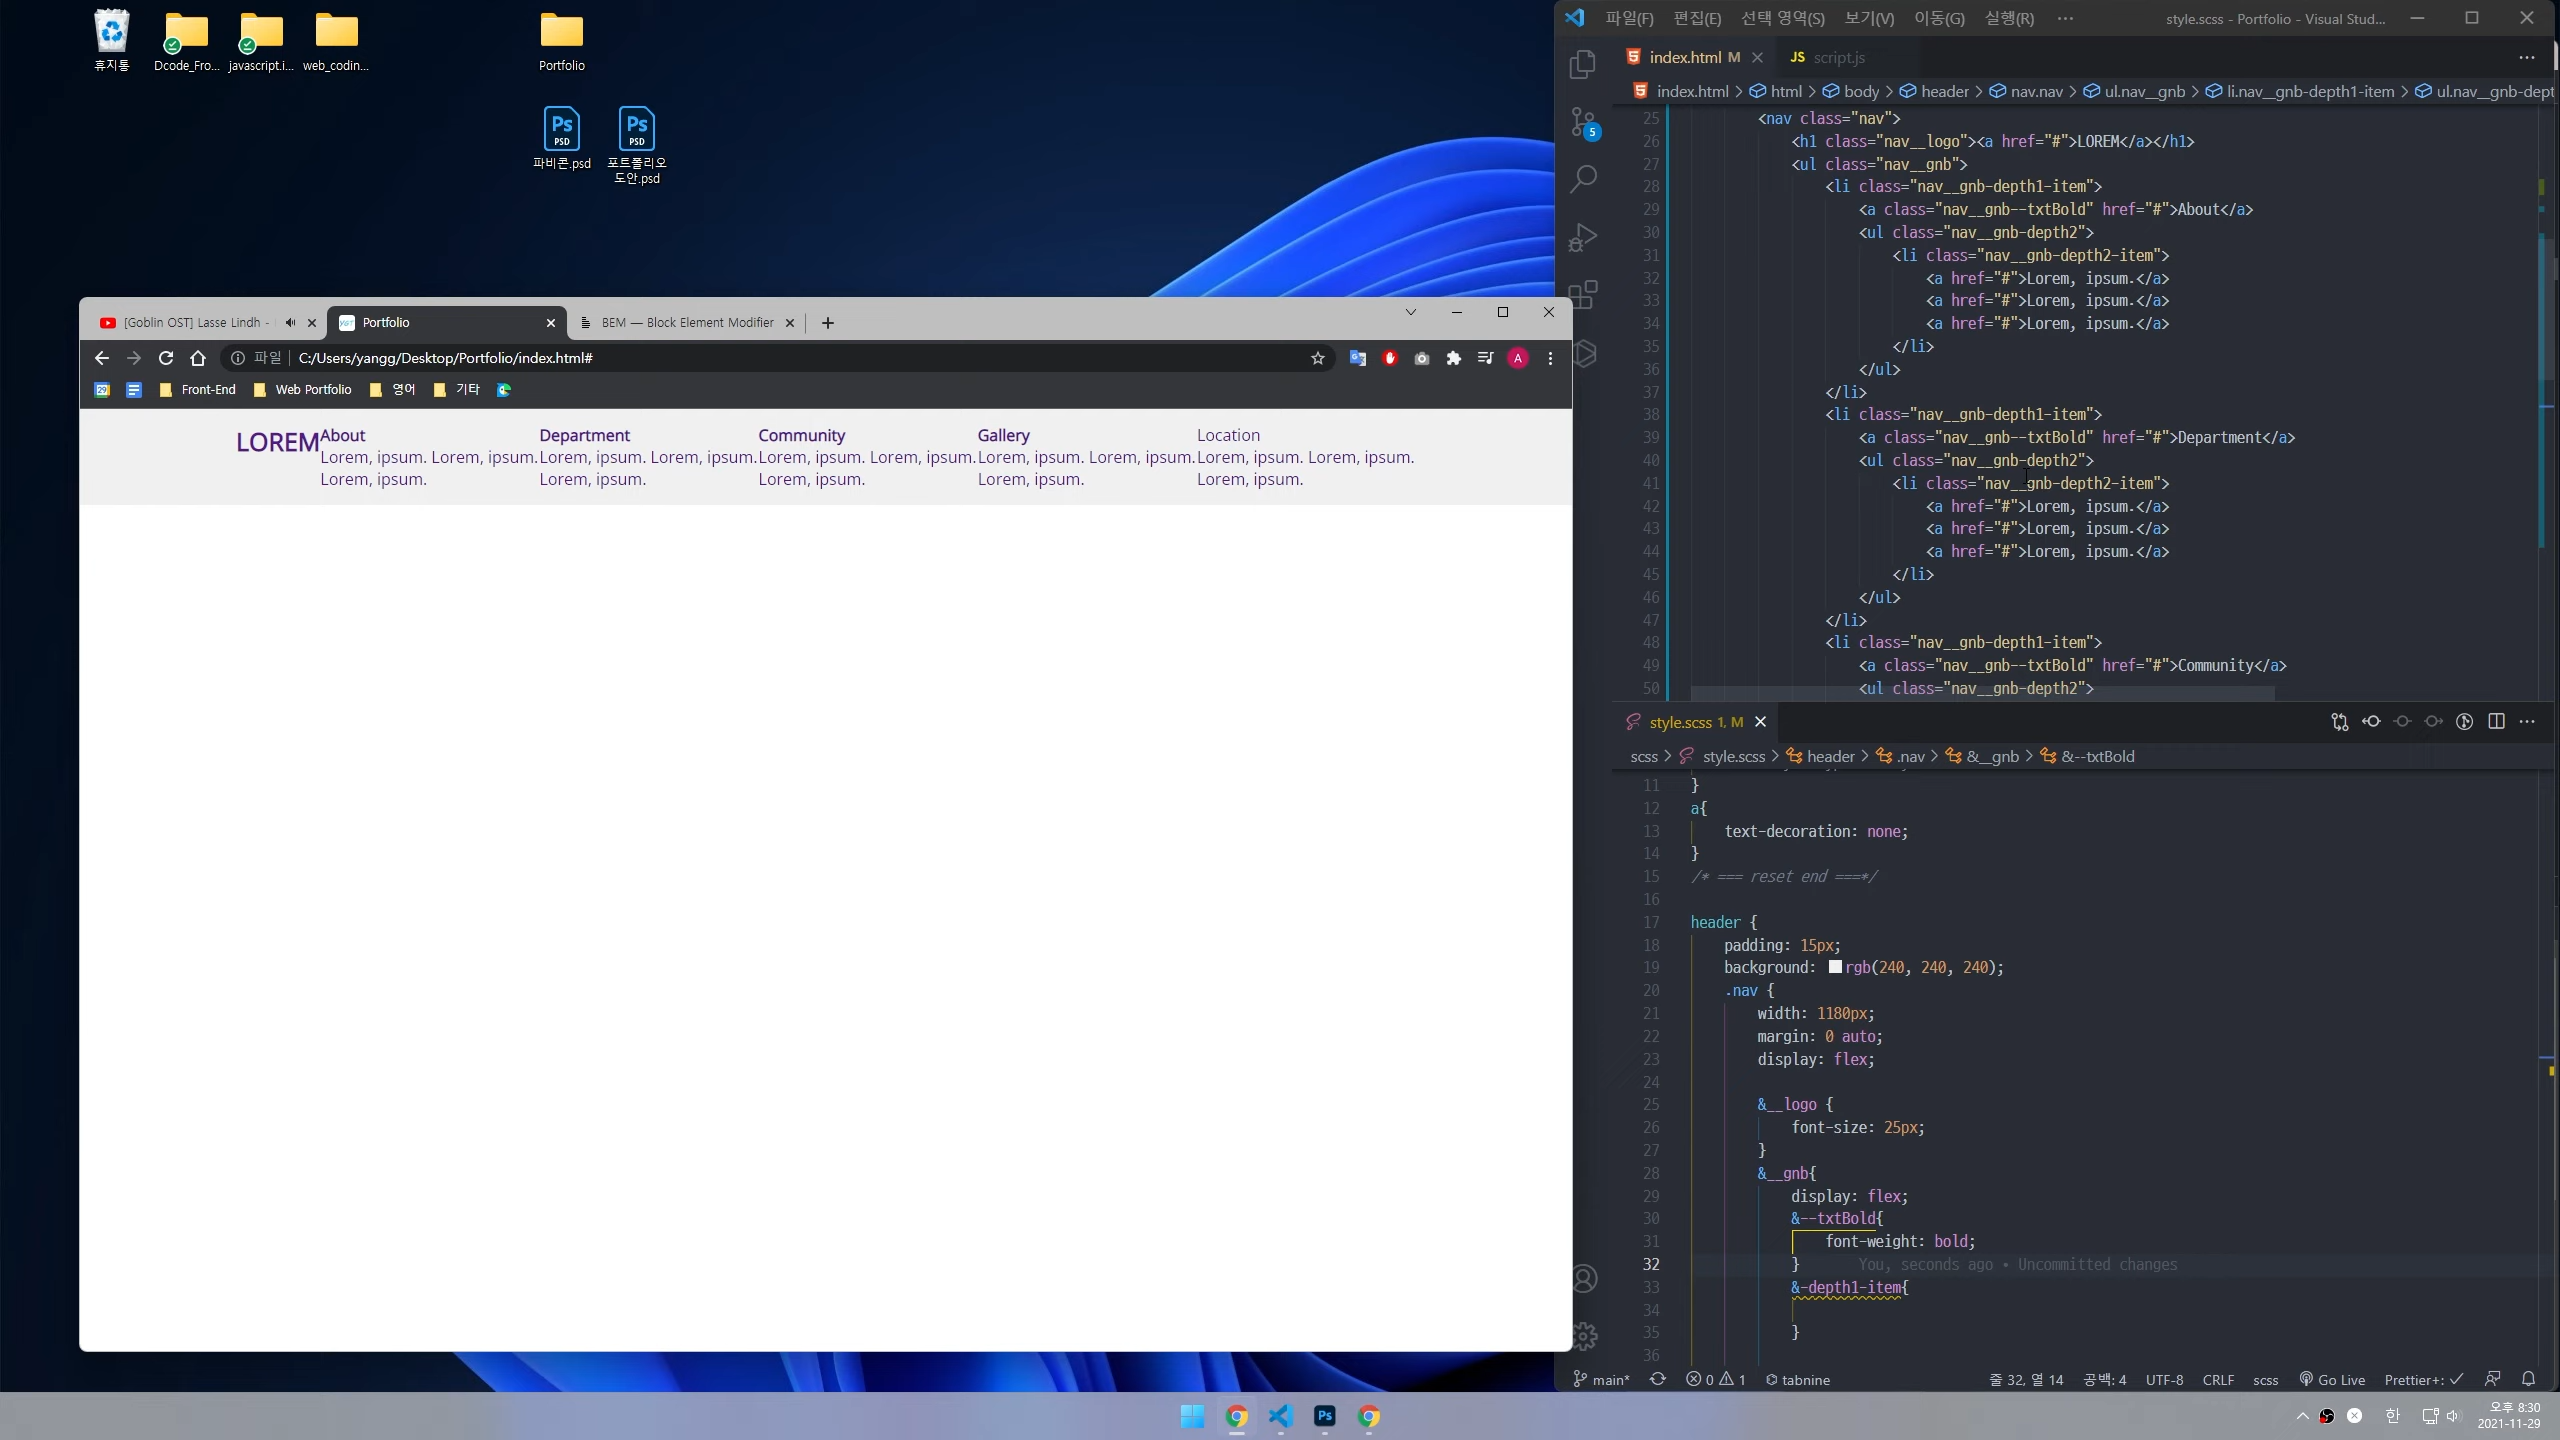 휴지통
Dcode_Fro...
javascript.i...
web_codin...
Portfolio
Ps
PSD
파비콘.psd
Ps
PSD
포트폴리오
도안.psd
[Goblin OST] Lasse Lindh -
Portfolio
BEM — Block Element Modifier
파일
C:/Users/yangg/Desktop/Portfolio/index.html#
A
29
Front-End
Web Portfolio
영어
기타
LOREM
About
Lorem, ipsum. Lorem, ipsum.
Lorem, ipsum.
Department
Lorem, ipsum. Lorem, ipsum.
Lorem, ipsum.
Community
Lorem, ipsum. Lorem, ipsum.
Lorem, ipsum.
Gallery
Lorem, ipsum. Lorem, ipsum.
Lorem, ipsum.
Location
Lorem, ipsum. Lorem, ipsum.
Lorem, ipsum.
파일(F) 편집(E) 선택 영역(S) 보기(V) 이동(G) 실행(R) ···
style.scss - Portfolio - Visual Stud...
index.html M
JS script.js
index.html > html > body > header > nav.nav > ul.nav__gnb > li.nav__gnb-depth1-item > ul.nav__gnb-dept
5
25 <nav class="nav">
26 <h1 class="nav__logo"><a href="#">LOREM</a></h1>
27 <ul class="nav__gnb">
28 <li class="nav__gnb-depth1-item">
29 <a class="nav__gnb--txtBold" href="#">About</a>
30 <ul class="nav__gnb-depth2">
31 <li class="nav__gnb-depth2-item">
32 <a href="#">Lorem, ipsum.</a>
33 <a href="#">Lorem, ipsum.</a>
34 <a href="#">Lorem, ipsum.</a>
35 </li>
36 </ul>
37 </li>
38 <li class="nav__gnb-depth1-item">
39 <a class="nav__gnb--txtBold" href="#">Department</a>
40 <ul class="nav__gnb-depth2">
41 <li class="nav__gnb-depth2-item">
42 <a href="#">Lorem, ipsum.</a>
43 <a href="#">Lorem, ipsum.</a>
44 <a href="#">Lorem, ipsum.</a>
45 </li>
46 </ul>
47 </li>
48 <li class="nav__gnb-depth1-item">
49 <a class="nav__gnb--txtBold" href="#">Community</a>
50 <ul class="nav__gnb-depth2">
style.scss 1, M
scss > style.scss > header > .nav > &__gnb > &--txtBold
11 }
12 a{
13 text-decoration: none;
14 }
15 /* === reset end ===*/
16
17 header {
18 padding: 15px;
19 background: rgb(240, 240, 240);
20 .nav {
21 width: 1180px;
22 margin: 0 auto;
23 display: flex;
24
25 &__logo {
26 font-size: 25px;
27 }
28 &__gnb{
29 display: flex;
30 &--txtBold{
31 font-weight: bold;
32 } You, seconds ago • Uncommitted changes
33 &-depth1-item{
34
35 }
36
main* 0 1 tabnine
줄 32, 열 14 공백: 4 UTF-8 CRLF scss Go Live Prettier+: ✓
Ps
한
오후 8:30
2021-11-29